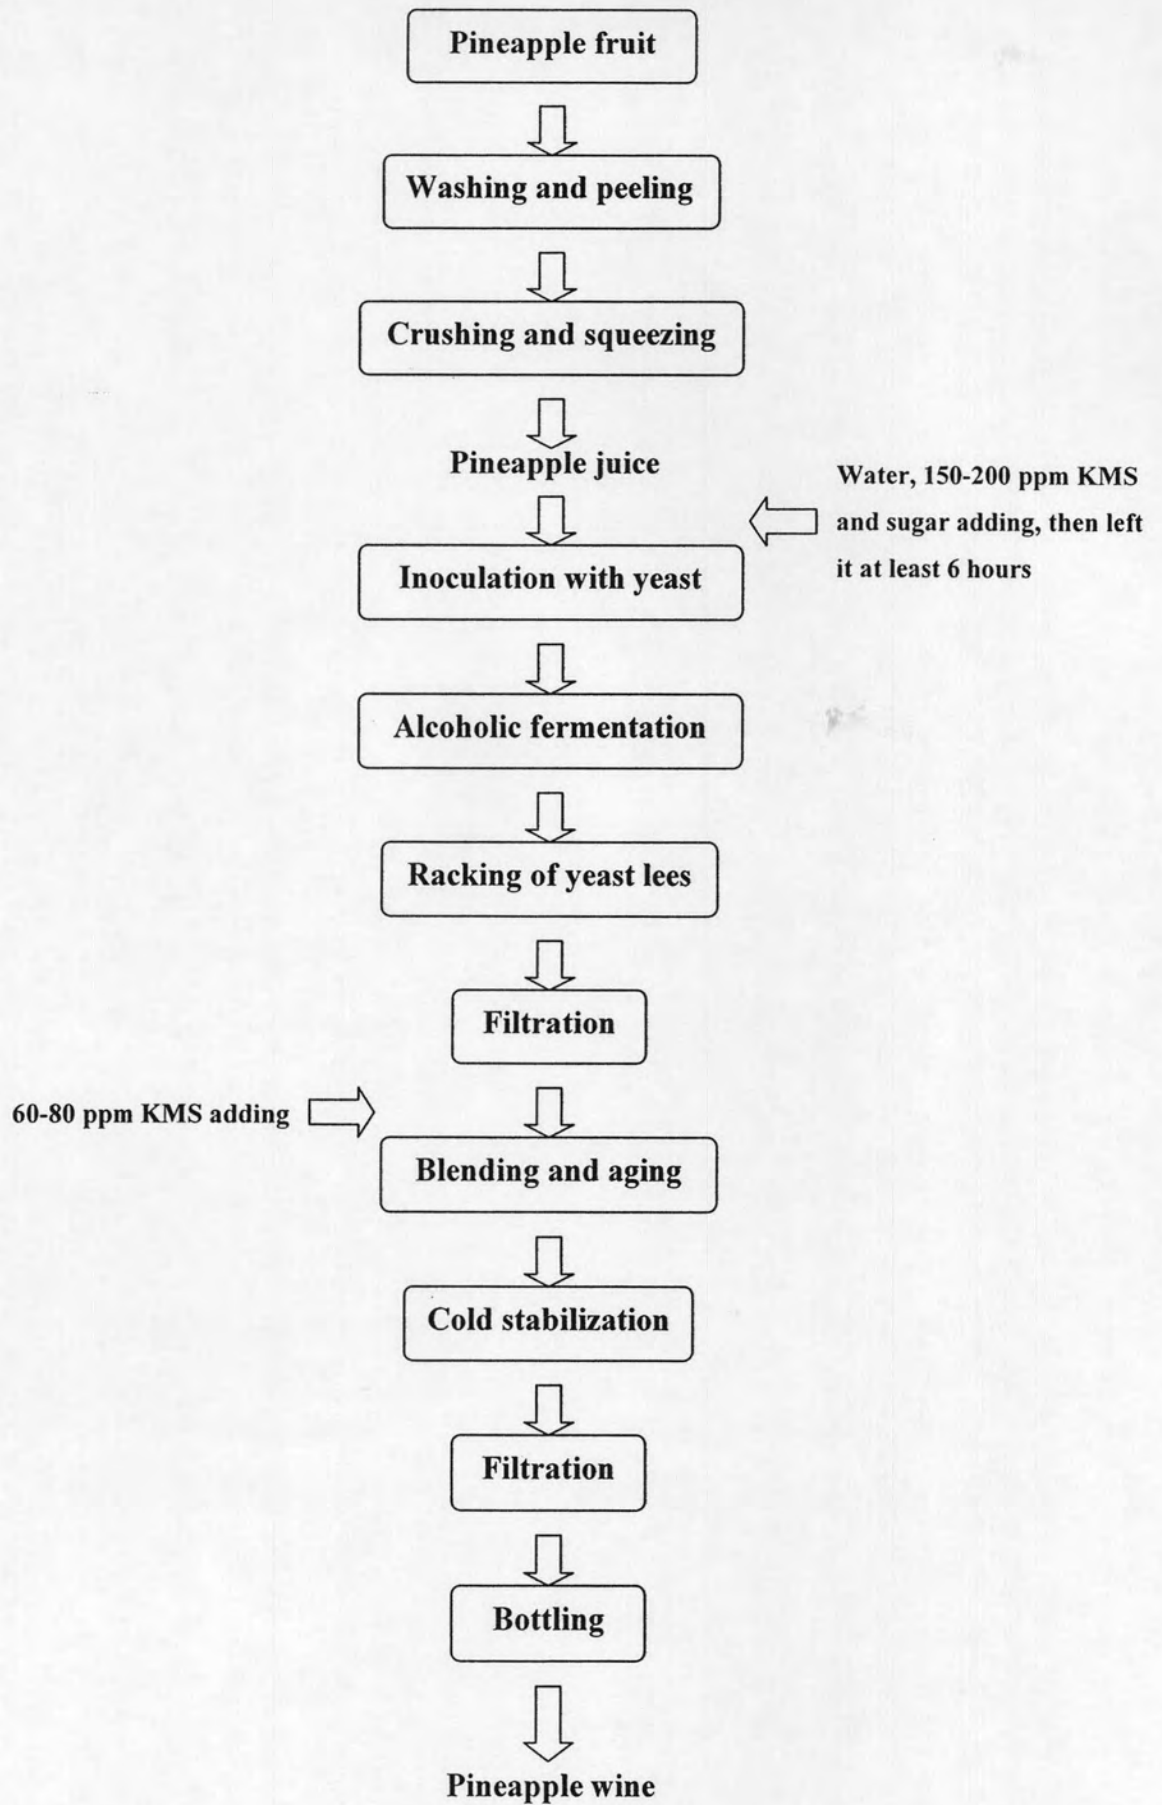 Pineapple fruit
Washing and peeling
Crushing and squeezing
Pineapple juice
Water, 150-200 ppm KMS
and sugar adding, then left
it at least 6 hours
Inoculation with yeast
Alcoholic fermentation
Racking of yeast lees
Filtration
60-80 ppm KMS adding
Blending and aging
Cold stabilization
Filtration
Bottling
Pineapple wine